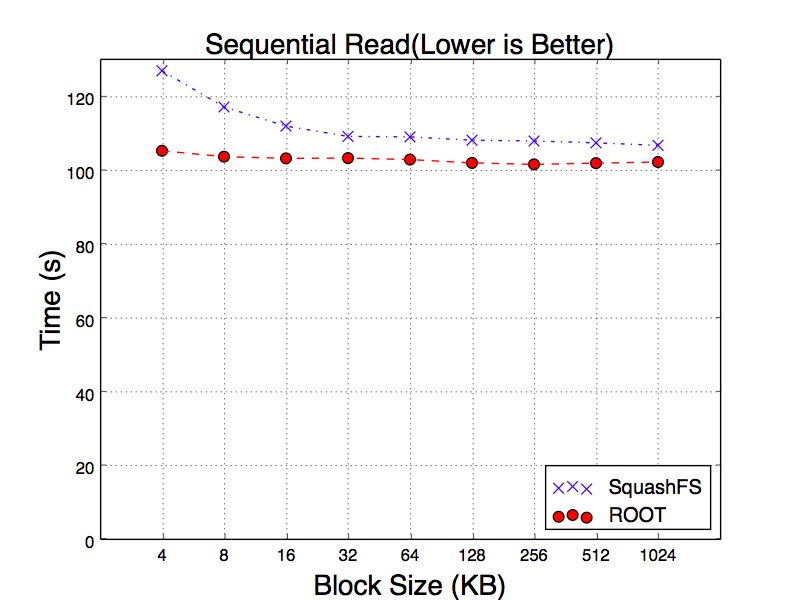 Sequential Read(Lower is Better)
120
100
80
60
40
20
0
Time (s)
4 8 16 32 64 128 256 512 1024
Block Size (KB)
SquashFS
ROOT